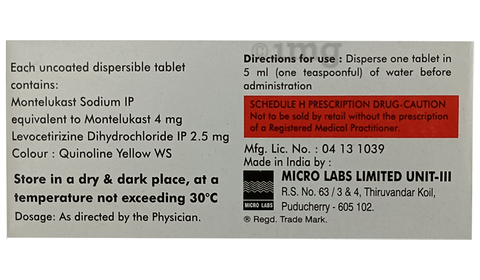 1mg
Each uncoated dispersible tablet
contains:
Montelukast Sodium IP
equivalent to Montelukast 4 mg
Levocetirizine Dihydrochloride IP 2.5 mg
Colour : Quinoline Yellow WS
Store in a dry & dark place, at a
temperature not exceeding 30°C
Dosage: As directed by the Physician.
Directions for use : Disperse one tablet in
5 ml (one teaspoonful) of water before
administration
SCHEDULE H PRESCRIPTION DRUG-CAUTION
Not to be sold by retail without the prescription
of a Registered Medical Practitioner.
Mfg. Lic. No. : 04 13 1039
Made in India by :
MICRO LABS LIMITED UNIT-III
R.S. No. 63 / 3 & 4, Thiruvandar Koil,
Puducherry - 605 102.
MICRO LABS
® Regd. Trade Mark.